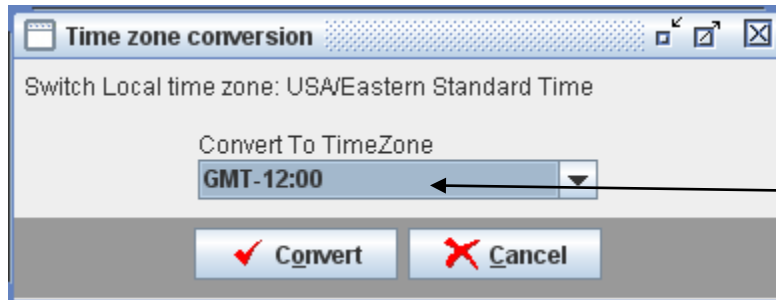 Time zone conversion
Switch Local time zone: USA/Eastern Standard Time
Convert To TimeZone
GMT-12:00
Convert Cancel